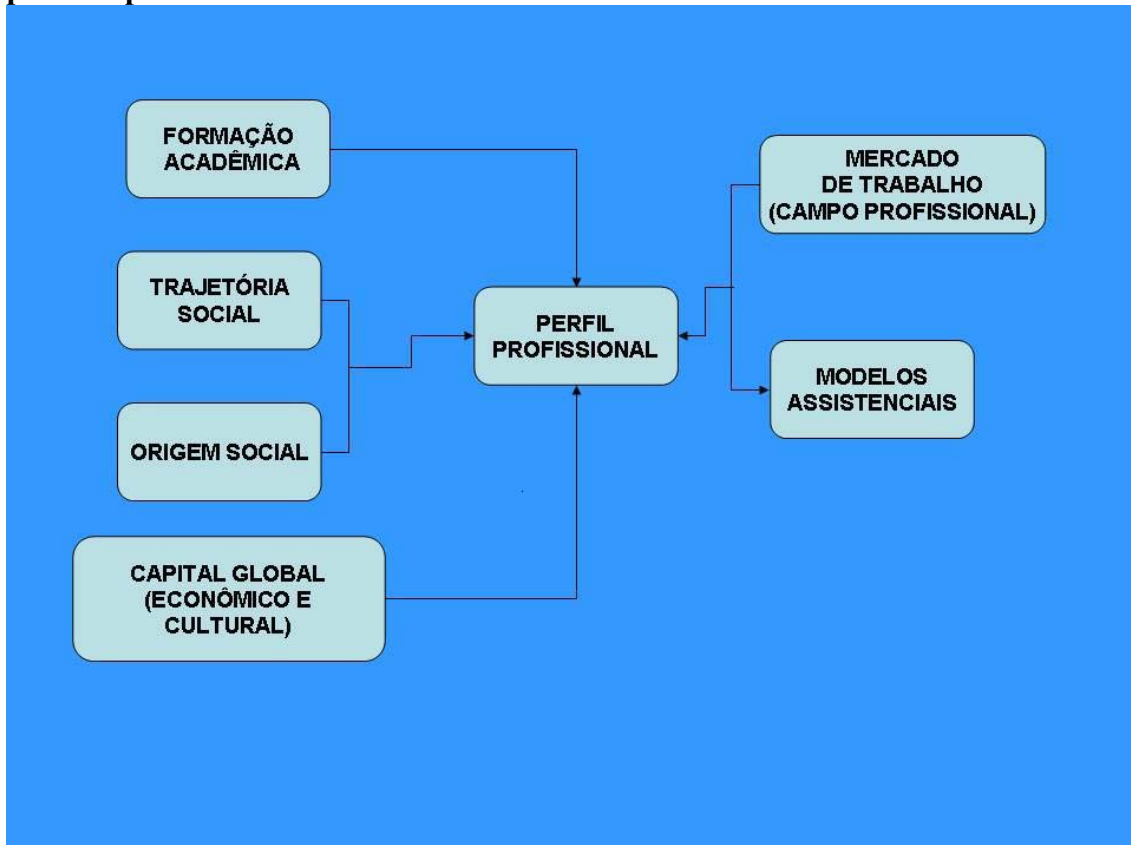 FORMAÇÃO
ACADÊMICA
MERCADO
DE TRABALHO
(CAMPO PROFISSIONAL)
TRAJETÓRIA
SOCIAL
PERFIL
PROFISSIONAL
MODELOS
ASSISTENCIAIS
ORIGEM SOCIAL
CAPITAL GLOBAL
(ECONÔMICO E
CULTURAL)